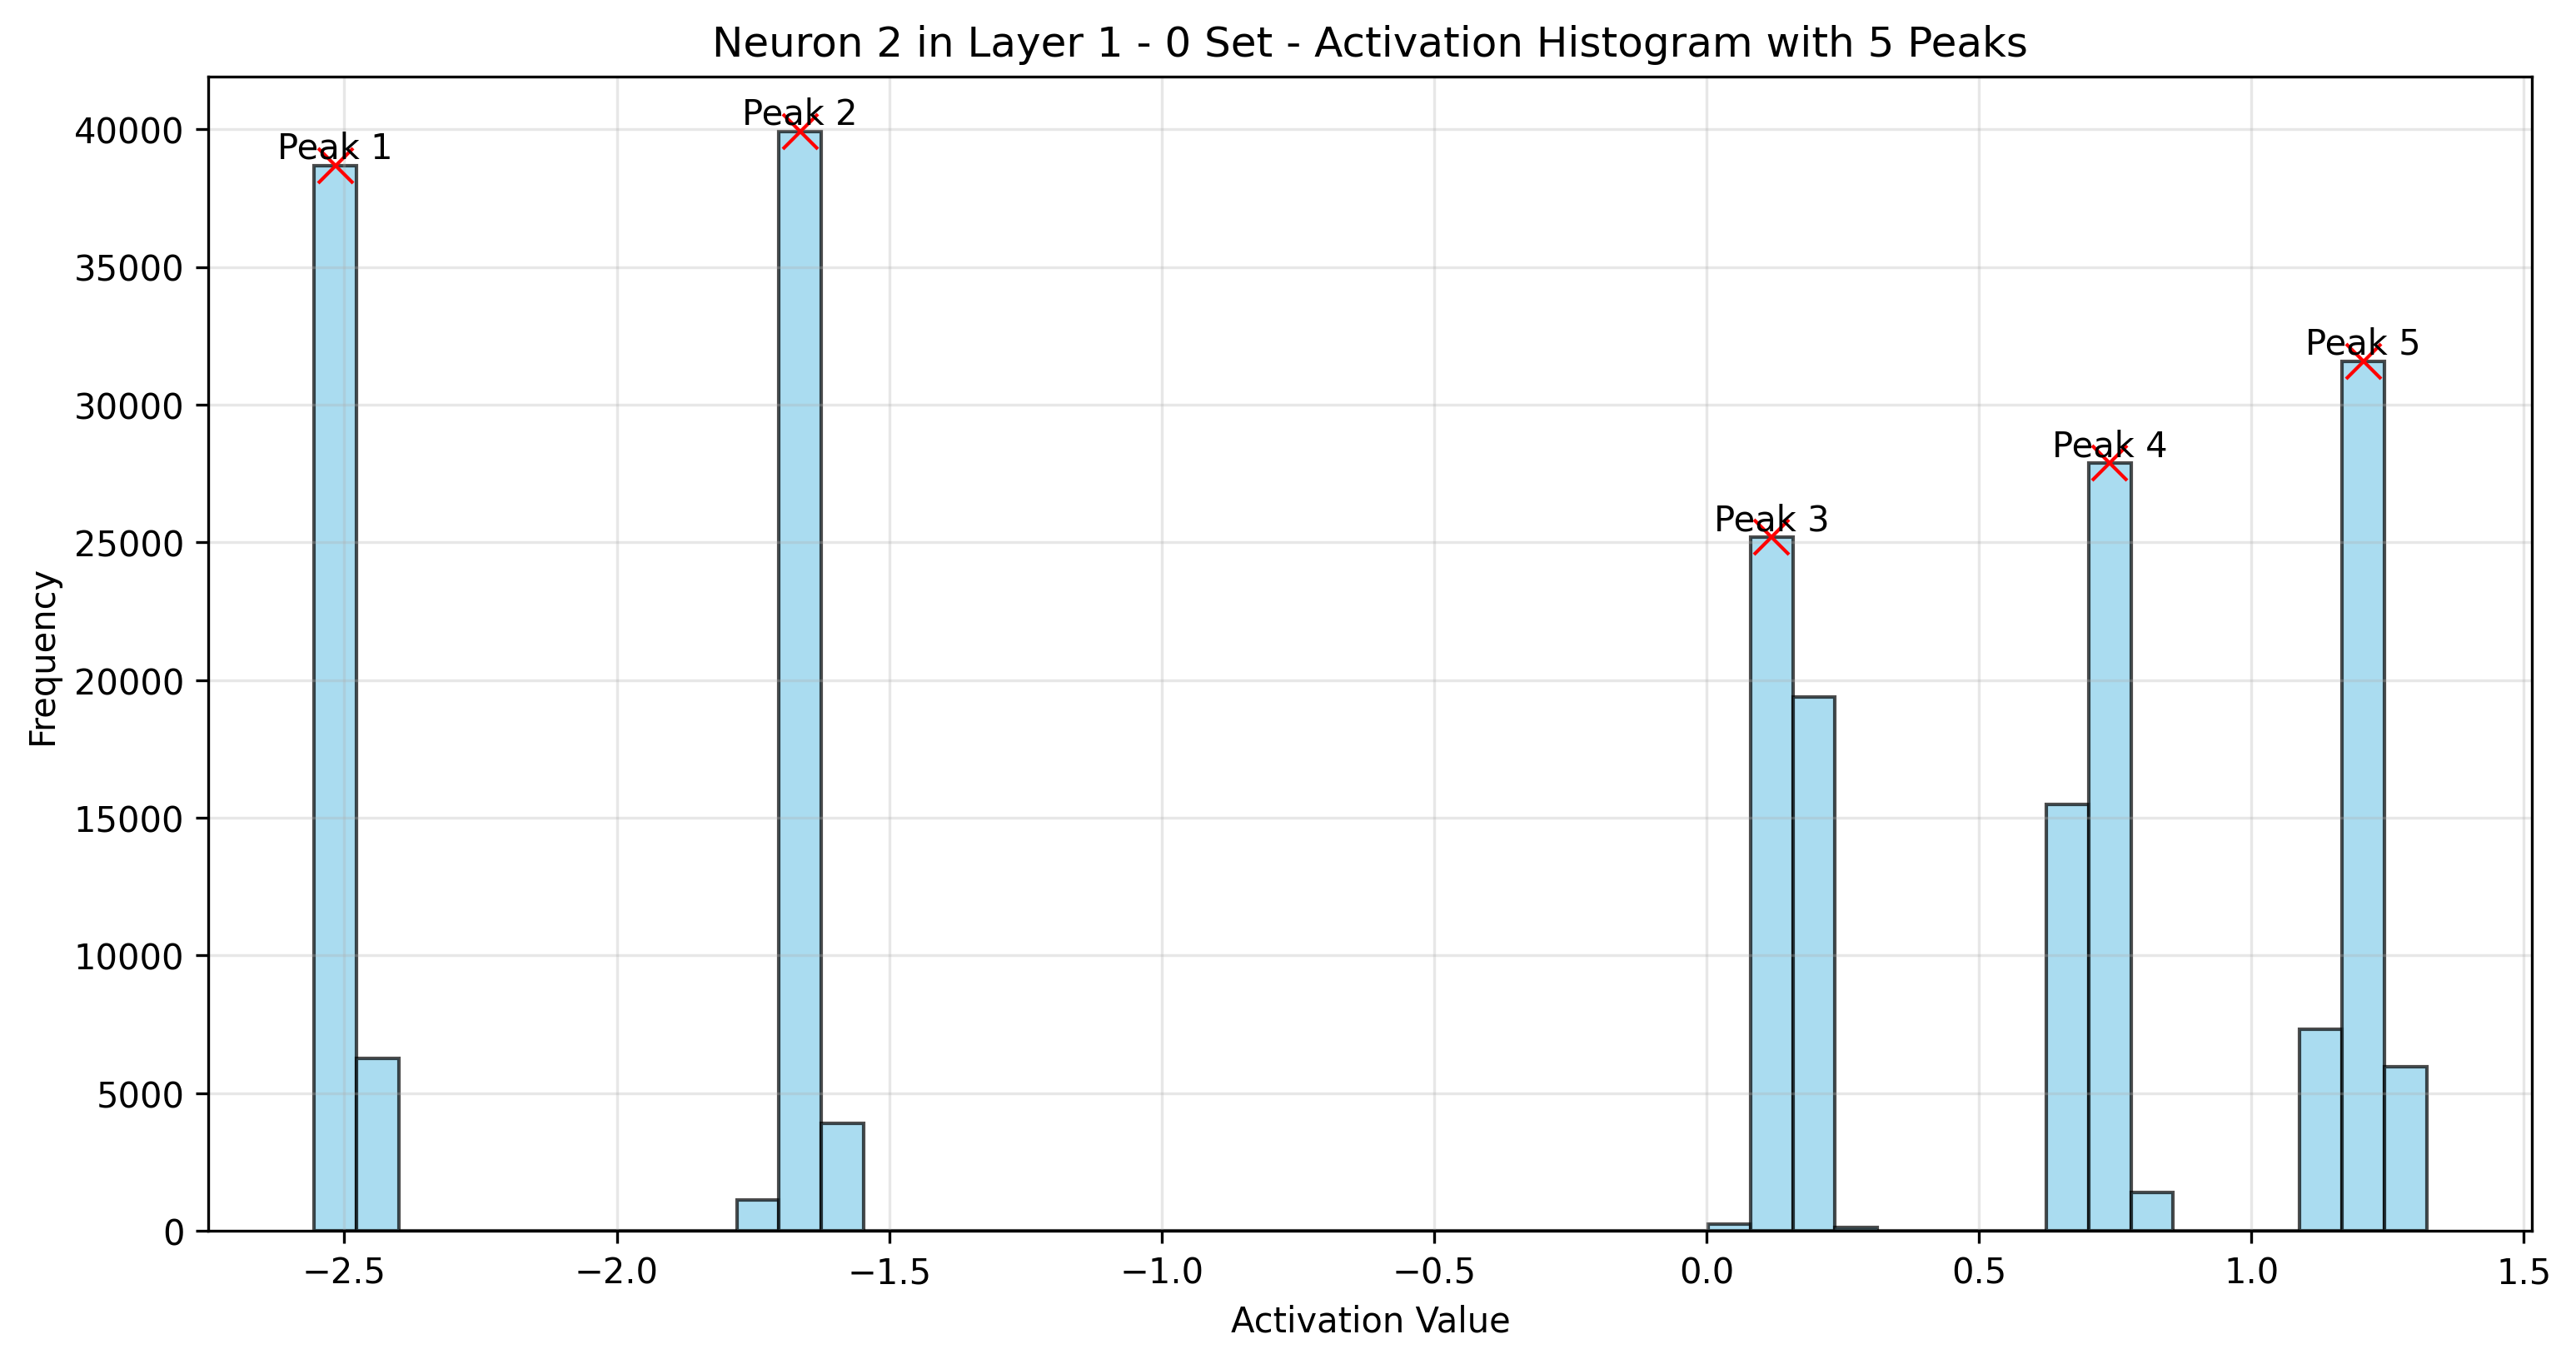 Neuron 2 in Layer 1 - 0 Set - Activation Histogram with 5 Peaks
Peak 1
Peak 2
Peak 3
Peak 4
Peak 5
40000
35000
30000
25000
20000
15000
10000
5000
0
Frequency
−2.5 −2.0 −1.5 −1.0 −0.5 0.0 0.5 1.0 1.5
Activation Value